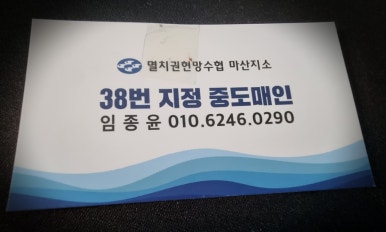 멸치권현망수협 마산지소
38번 지정 중도매인
임 종 윤 010.6246.0290